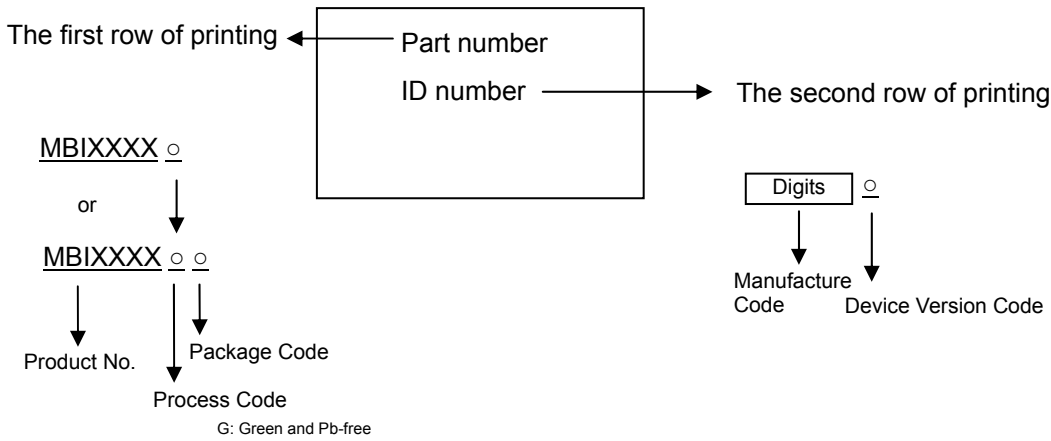 The first row of printing
Part number
ID number
The second row of printing
MBIXXXX ○
or
MBIXXXX ○ ○
Product No.
Package Code
Process Code
G: Green and Pb-free
Digits ○
Manufacture
Code
Device Version Code